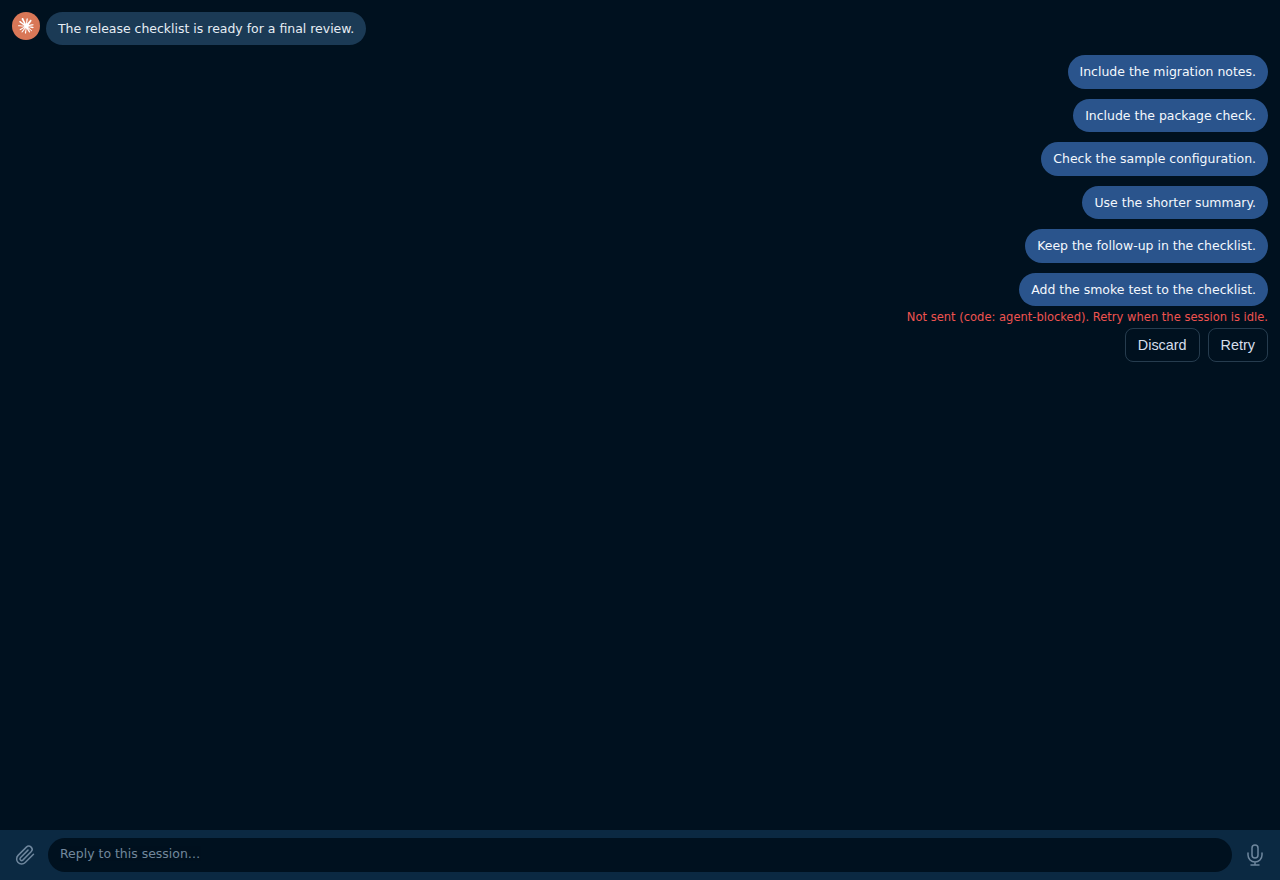 The release checklist is ready for a final review.
Include the migration notes.
Include the package check.
Check the sample configuration.
Use the shorter summary.
Keep the follow-up in the checklist.
Add the smoke test to the checklist.
Not sent (code: agent-blocked). Retry when the session is idle.
Discard Retry
Reply to this session...